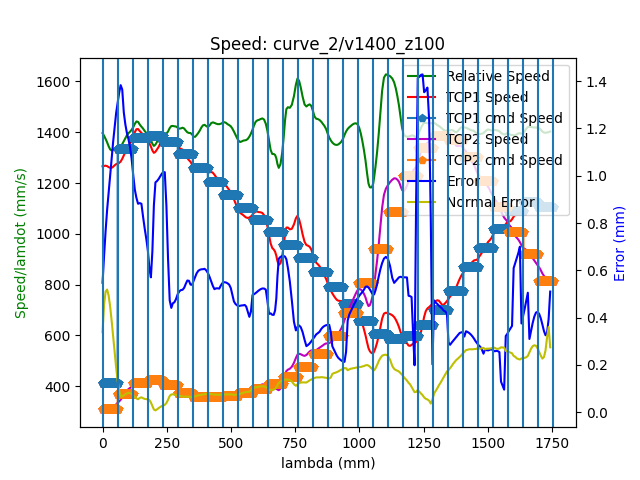 Speed: curve_2/v1400_z100
Relative Speed
TCP1 Speed
TCP1 cmd Speed
TCP2 Speed
TCP2 cmd Speed
Error
Normal Error
Speed/lamdot (mm/s)
1600
1400
1200
1000
800
600
400
1.4
1.2
1.0
0.8
0.6
0.4
0.2
0.0
Error (mm)
0 250 500 750 1000 1250 1500 1750
lambda (mm)